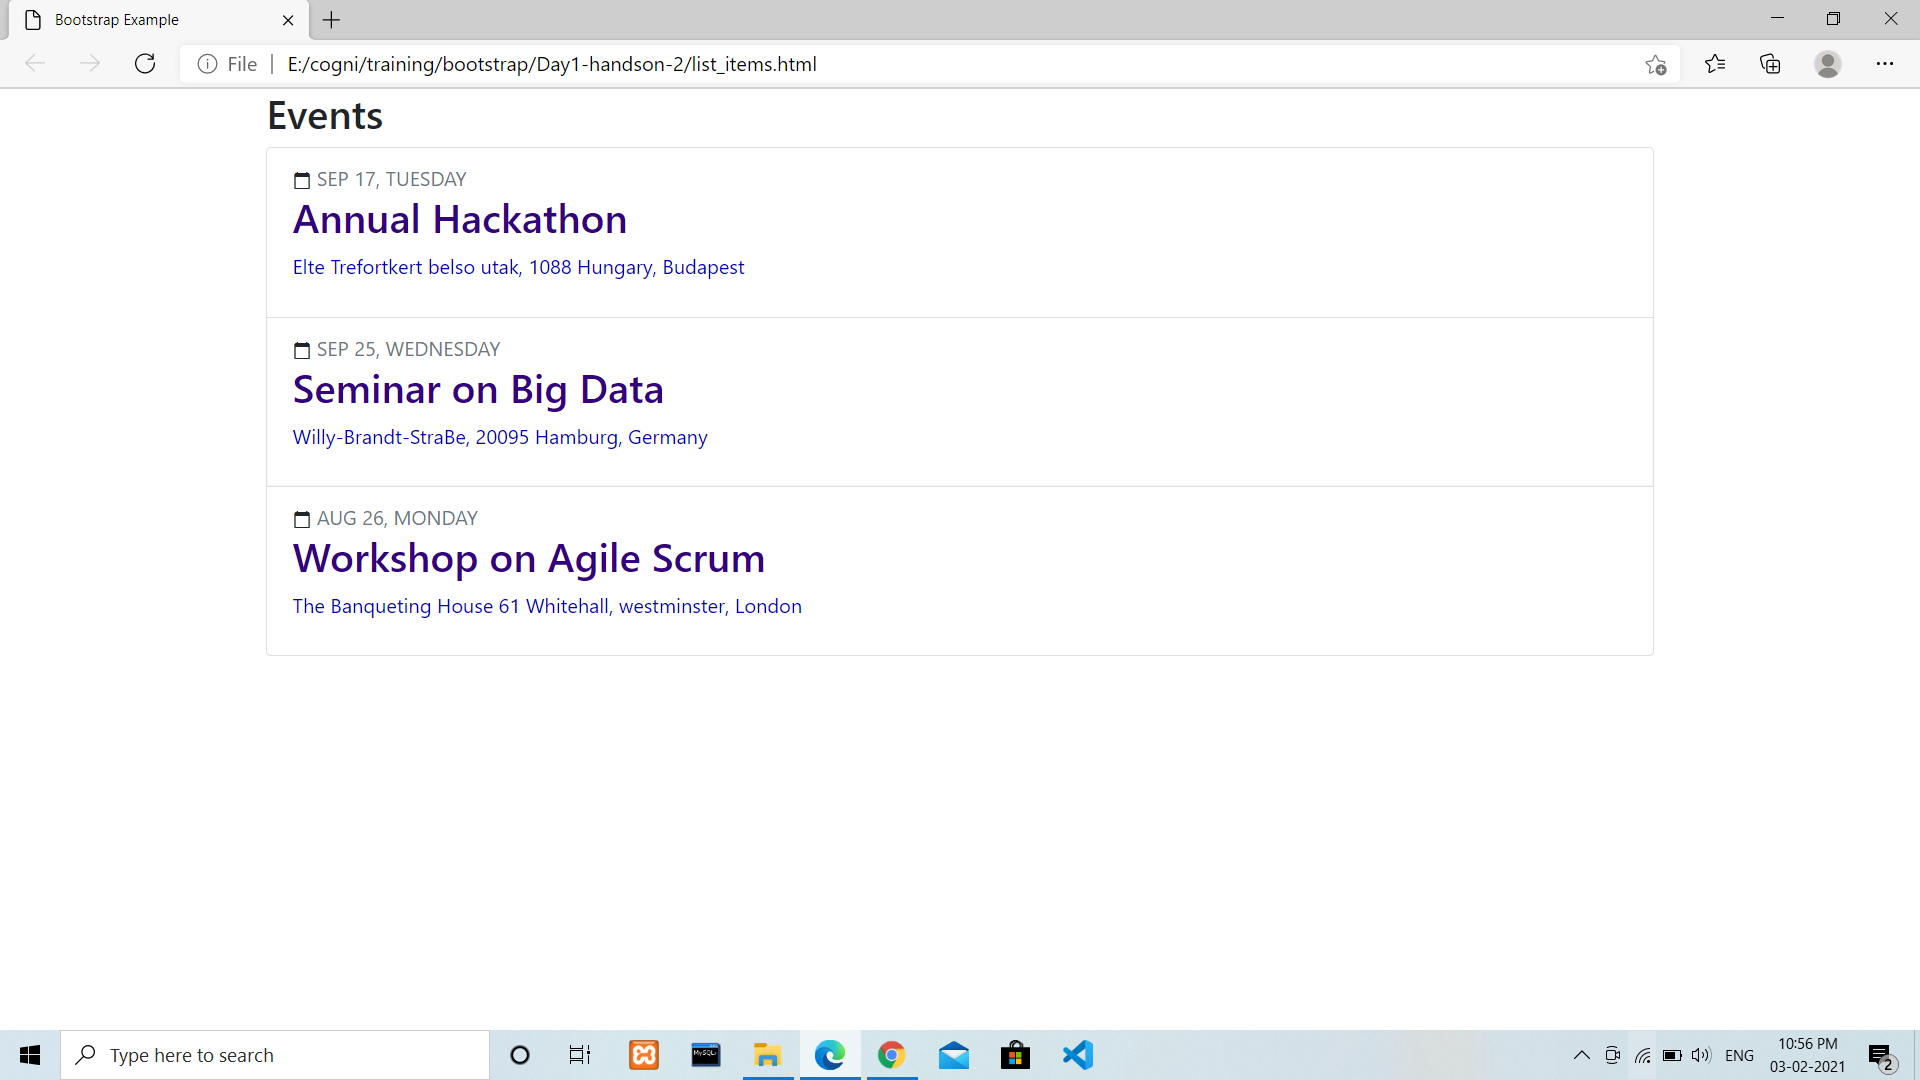 Bootstrap Example
File
E:/cogni/training/bootstrap/Day1-handson-2/list_items.html
Events
SEP 17, TUESDAY
Annual Hackathon
Elte Trefortkert belso utak, 1088 Hungary, Budapest
SEP 25, WEDNESDAY
Seminar on Big Data
Willy-Brandt-StraBe, 20095 Hamburg, Germany
AUG 26, MONDAY
Workshop on Agile Scrum
The Banqueting House 61 Whitehall, westminster, London
Type here to search
MySQL
ENG
10:56 PM
03-02-2021
2